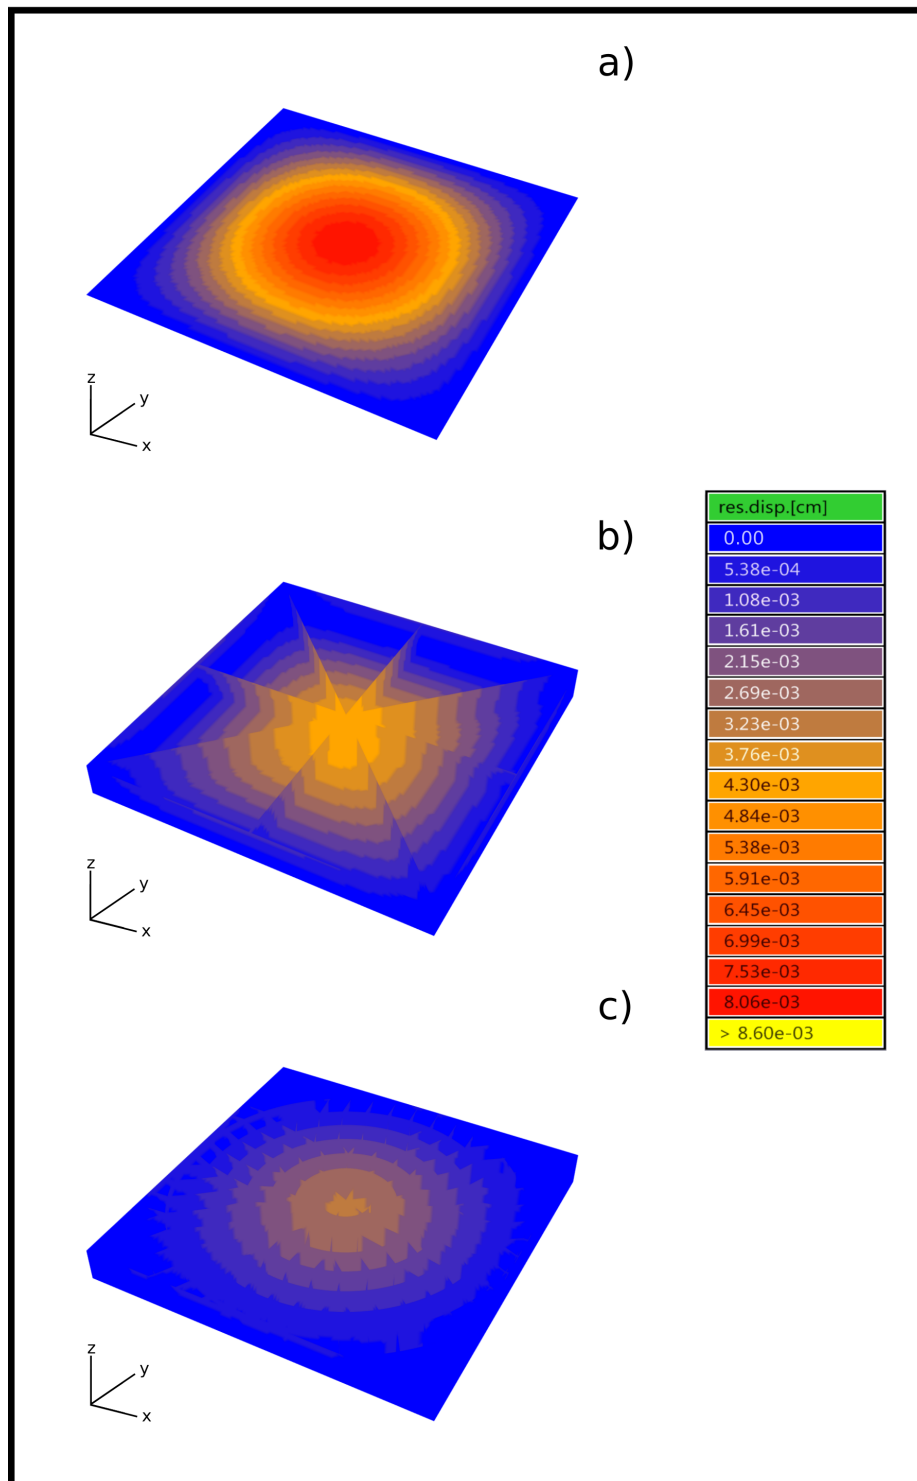 a)
z
y
x
b)
res.disp.[cm]
0.00
5.38e-04
1.08e-03
1.61e-03
2.15e-03
2.69e-03
3.23e-03
3.76e-03
4.30e-03
4.84e-03
5.38e-03
5.91e-03
6.45e-03
6.99e-03
7.53e-03
8.06e-03
> 8.60e-03
z
y
x
c)
z
y
x